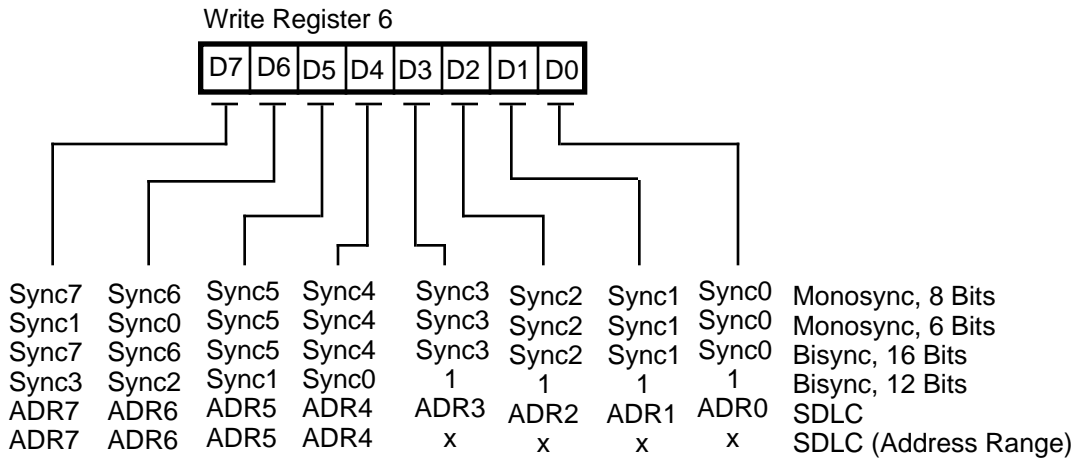 Write Register 6
D7 D6 D5 D4 D3 D2 D1 D0
Sync7 Sync6 Sync5 Sync4 Sync3 Sync2 Sync1 Sync0 Monosync, 8 Bits
Sync1 Sync0 Sync5 Sync4 Sync3 Sync2 Sync1 Sync0 Monosync, 6 Bits
Sync7 Sync6 Sync5 Sync4 Sync3 Sync2 Sync1 Sync0 Bisync, 16 Bits
Sync3 Sync2 Sync1 Sync0 1 1 1 1 Bisync, 12 Bits
ADR7 ADR6 ADR5 ADR4 ADR3 ADR2 ADR1 ADR0 SDLC
ADR7 ADR6 ADR5 ADR4 x x x x SDLC (Address Range)